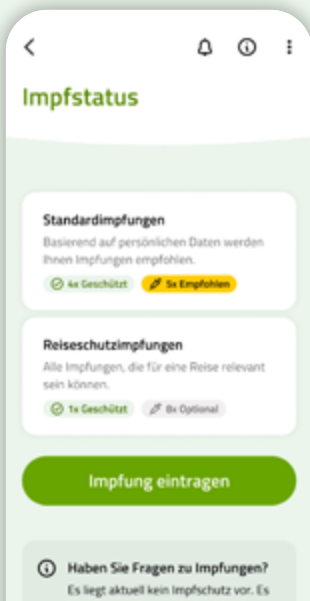 Impfstatus
Standardimpfungen
Basierend auf persönlichen Daten werden
Ihnen Impfungen empfohlen.
4x Geschützt 5x Empfohlen
Reiseschutzimpfungen
Alle Impfungen, die für eine Reise relevant
sein können.
1x Geschützt 8x Optional
Impfung eintragen
Haben Sie Fragen zu Impfungen?
Es liegt aktuell kein Impfschutz vor. Es